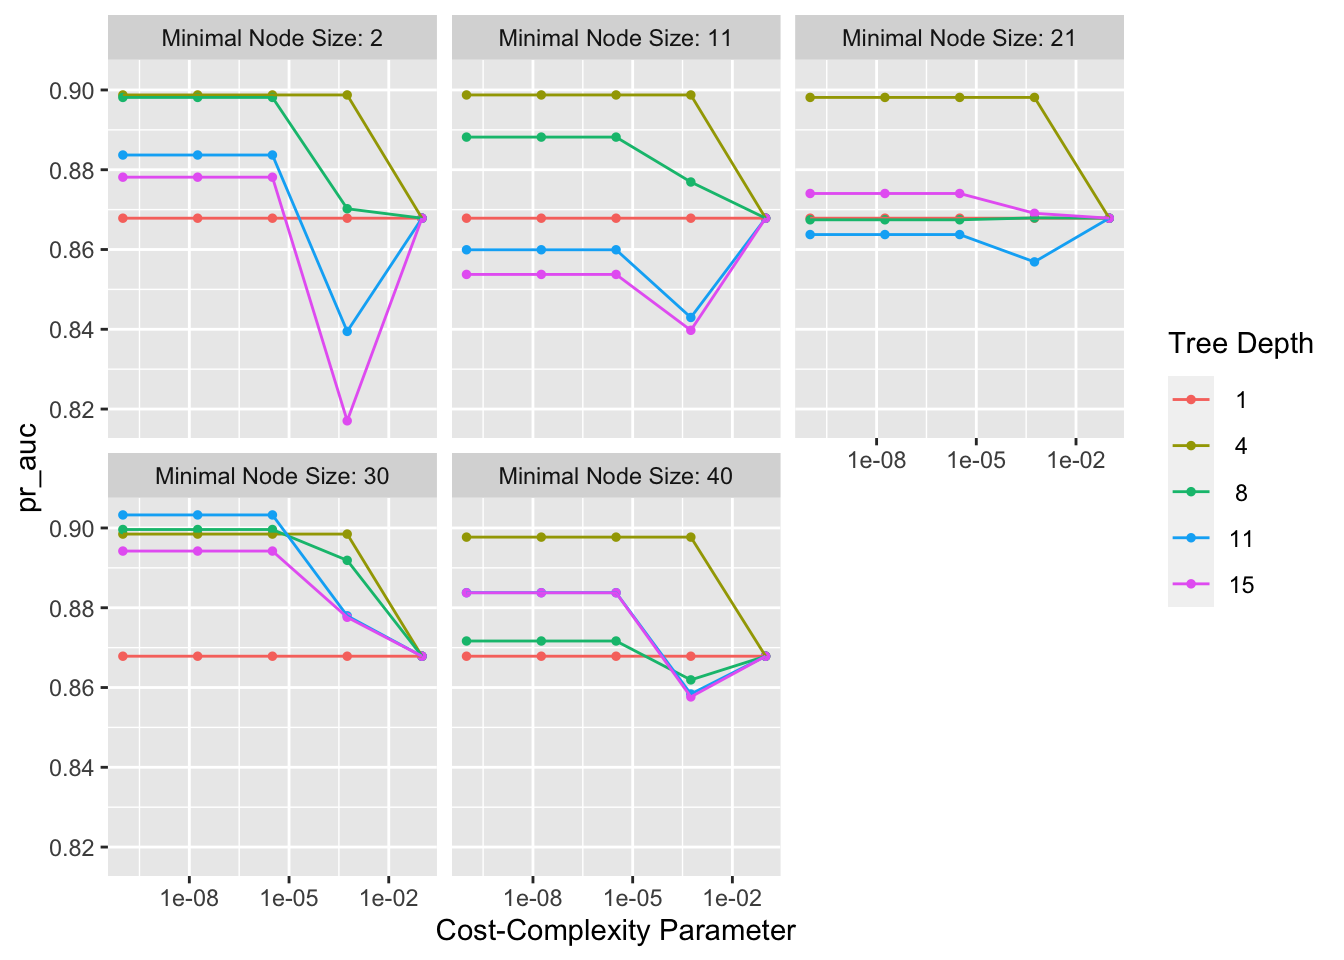 Minimal Node Size: 2
Minimal Node Size: 11
Minimal Node Size: 21
0.90
0.88
0.86
0.84
0.82
1e-08
1e-05
1e-02
pr_auc
Minimal Node Size: 30
Minimal Node Size: 40
0.90
0.88
0.86
0.84
0.82
1e-08
1e-05
1e-02
1e-08
1e-05
1e-02
Cost-Complexity Parameter
Tree Depth
1
4
8
11
15